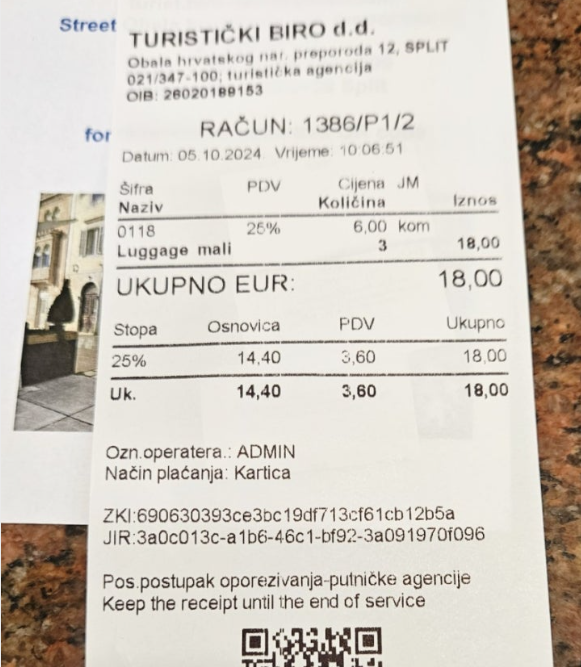 Street
for
TURISTIČKI BIRO d.d.
Obala hrvatskog nar. preporoda 12, SPLIT
021/347-100; turistička agencija
OIB: 26020189153
RAČUN: 1386/P1/2
Datum: 05.10.2024 Vrijeme: 10:06:51
Šifra PDV Cijena JM
Naziv Količina Iznos
0118 25% 6,00 kom
Luggage mali 3 18,00
UKUPNO EUR: 18,00
Stopa Osnovica PDV Ukupno
25% 14,40 3,60 18,00
Uk. 14,40 3,60 18,00
Ozn.operatera.: ADMIN
Način plaćanja: Kartica
ZKI:690630393ce3bc19df713cf61cb12b5a
JIR:3a0c013c-a1b6-46c1-bf92-3a091970f096
Pos.postupak oporezivanja-putničke agencije
Keep the receipt until the end of service